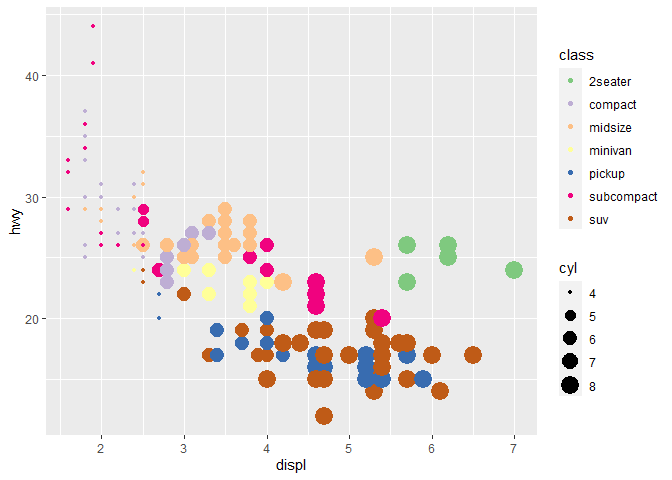 40
30
20
hwy
2
3
4
5
6
7
displ
class
2seater
compact
midsize
minivan
pickup
subcompact
suv
cyl
4
5
6
7
8